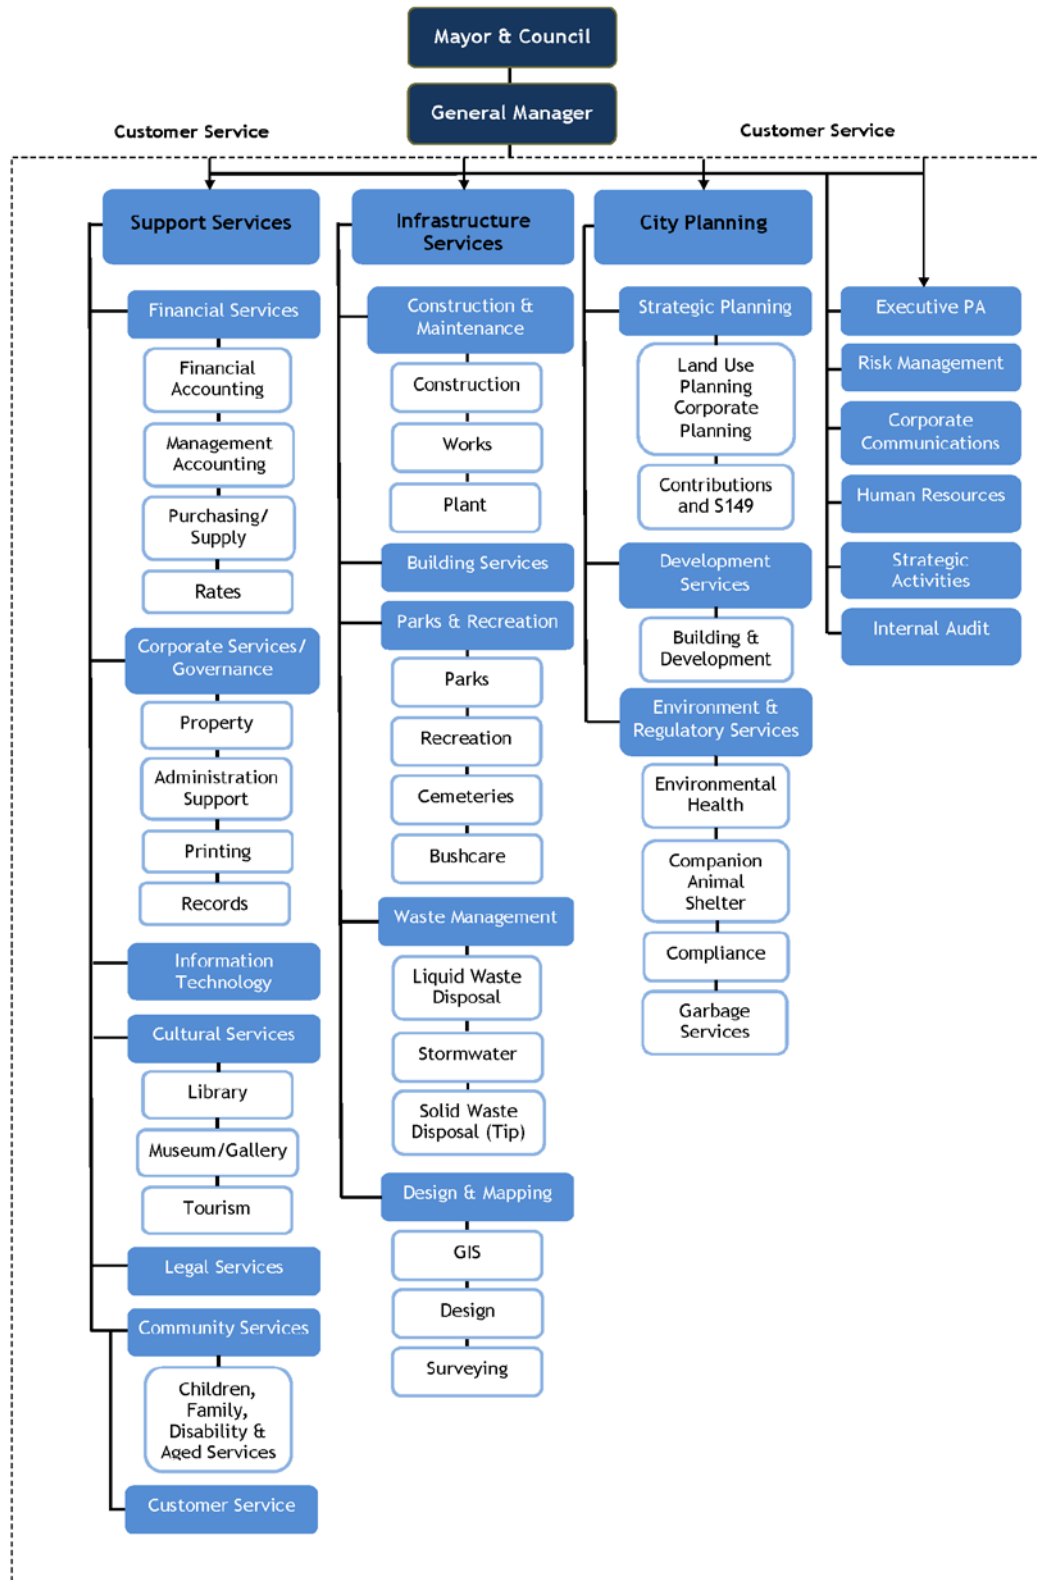 Mayor & Council
General Manager
Customer Service
Customer Service
Support Services
Financial Services
Financial
Accounting
Management
Accounting
Purchasing/
Supply
Rates
Corporate Services/
Governance
Property
Administration
Support
Printing
Records
Information
Technology
Cultural Services
Library
Museum/Gallery
Tourism
Legal Services
Community Services
Children,
Family,
Disability &
Aged Services
Customer Service
Infrastructure
Services
Construction &
Maintenance
Construction
Works
Plant
Building Services
Parks & Recreation
Parks
Recreation
Cemeteries
Bushcare
Waste Management
Liquid Waste
Disposal
Stormwater
Solid Waste
Disposal (Tip)
Design & Mapping
GIS
Design
Surveying
City Planning
Strategic Planning
Land Use
Planning
Corporate
Planning
Contributions
and S149
Development
Services
Building &
Development
Environment &
Regulatory Services
Environmental
Health
Companion
Animal
Shelter
Compliance
Garbage
Services
Executive PA
Risk Management
Corporate
Communications
Human Resources
Strategic
Activities
Internal Audit